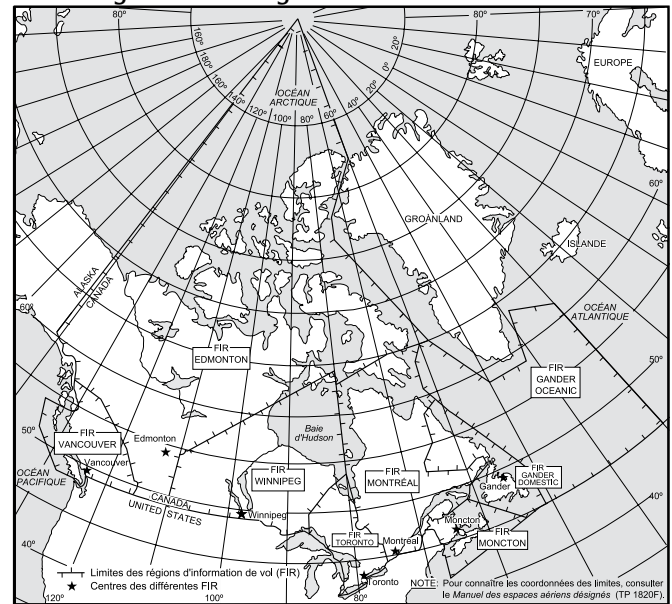 80°
80°
70°
160°
180°
160°
140°
120°
100°
80°
60°
40°
20°
0°
20°
EUROPE
OCÉAN
ARCTIQUE
60°
GROANLAND
ISLANDE
ALASKA
CANADA
OCÉAN
ATLANTIQUE
60°
FIR
EDMONTON
50°
FIR
GANDER
OCEANIC
50°
Baie
d'Hudson
FIR
VANCOUVER
Edmonton
Vancouver
OCÉAN
PACIFIQUE
FIR
WINNIPEG
FIR
MONTRÉAL
FIR
GANDER
DOMESTIC
Gander
40°
CANADA
UNITED STATES
Winnipeg
Moncton
FIR
MONCTON
FIR
TORONTO
Montréal
40°
Toronto
Limites des régions d'information de vol (FIR)
Centres des différentes FIR
NOTE: Pour connaître les coordonnées des limites, consulter
le Manuel des espaces aériens désignés (TP 1820F).
120°
100°
80°